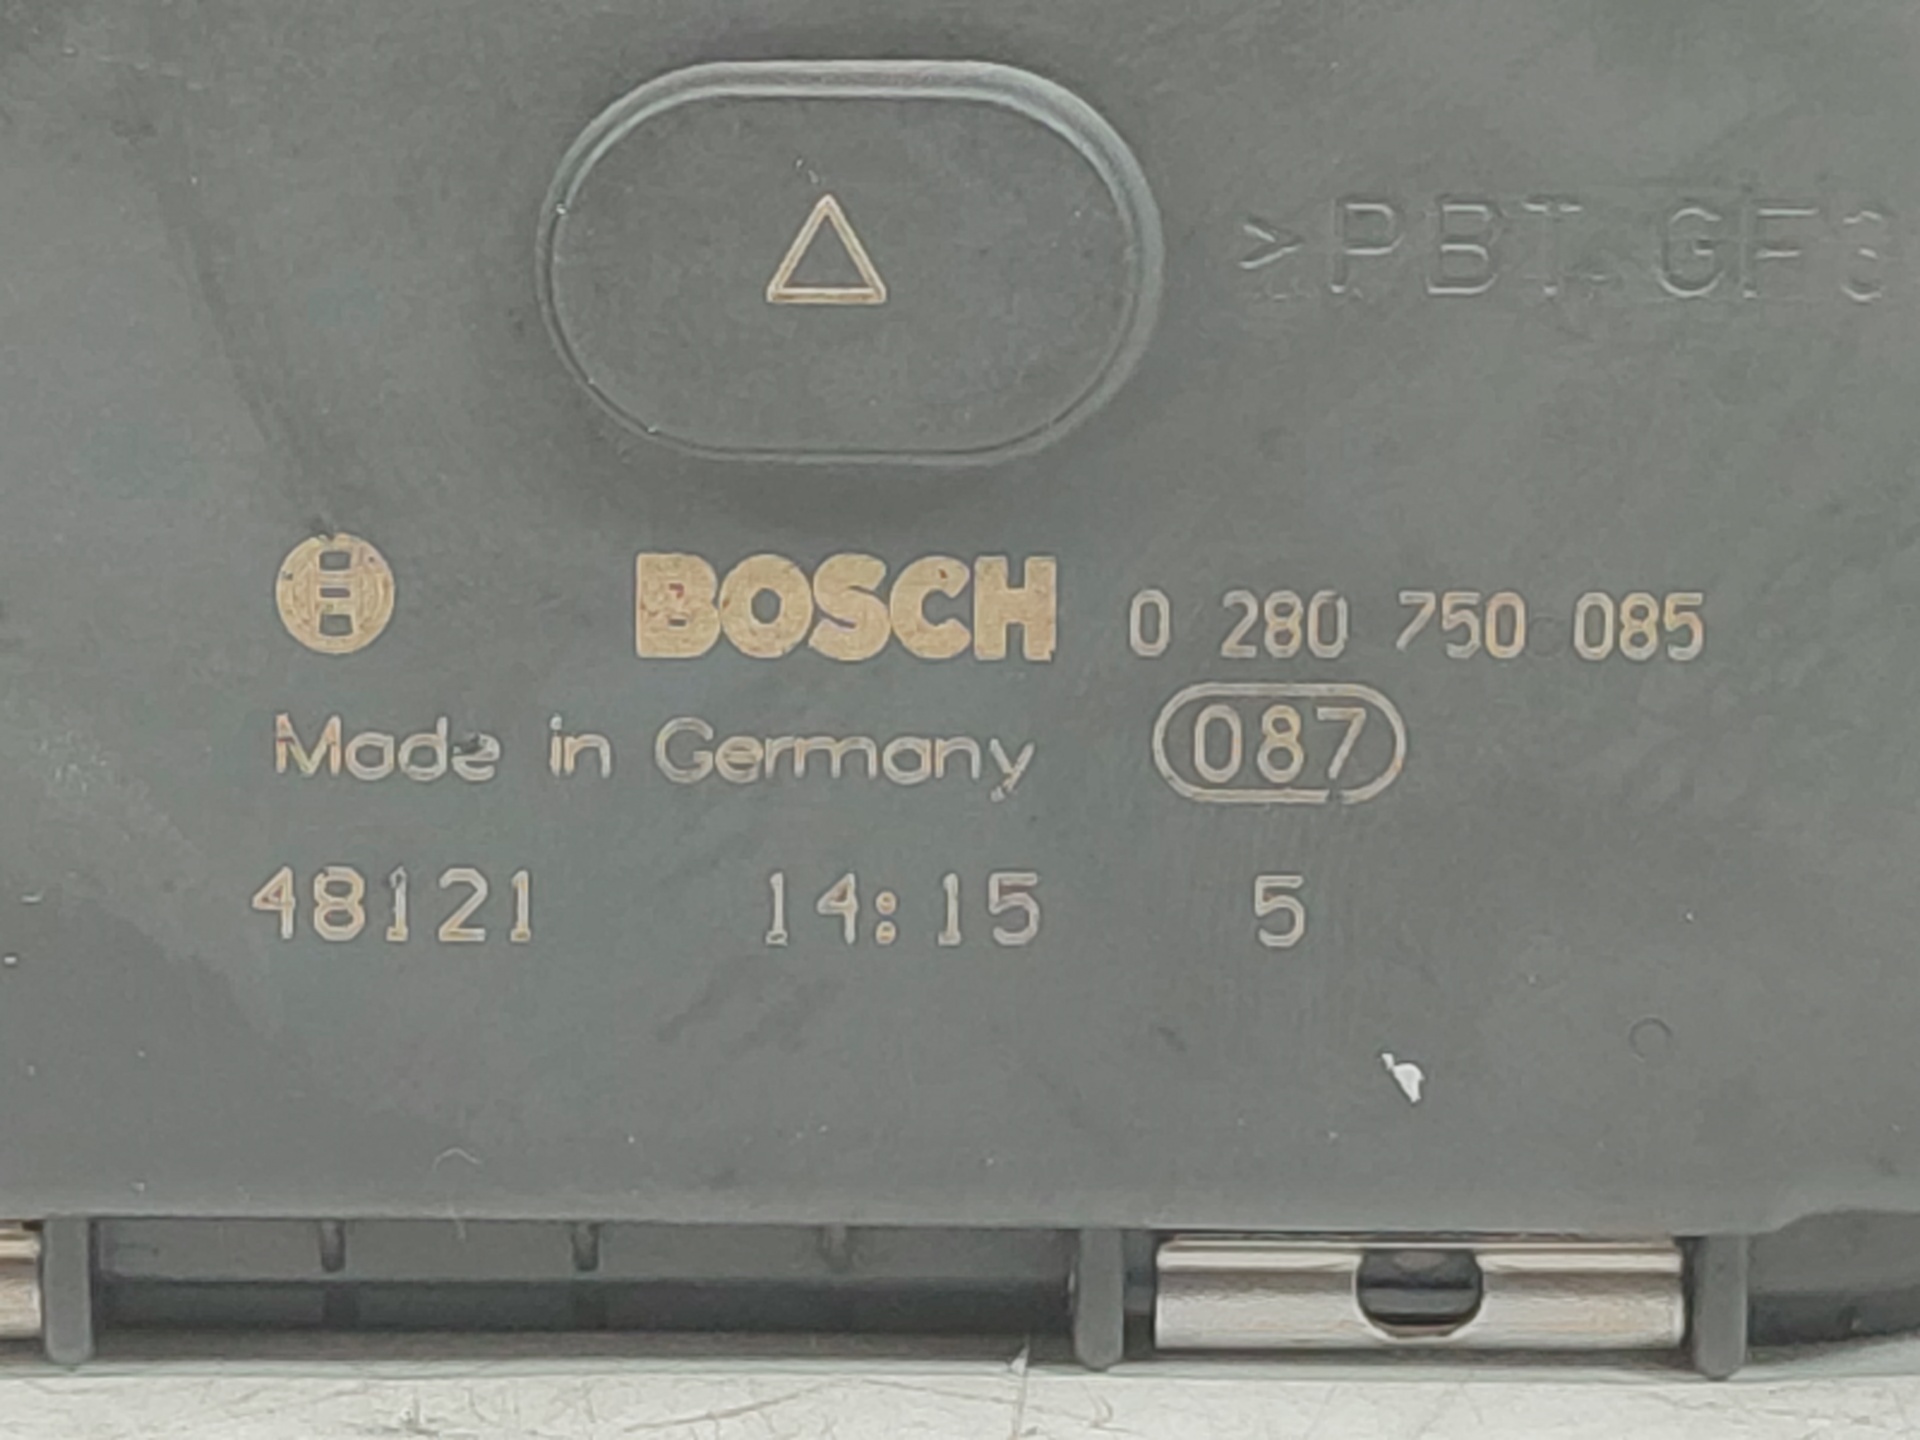 >PBT GF3
BOSCH 0 280 750 085
Made in Germany 087
48121 14:15 5